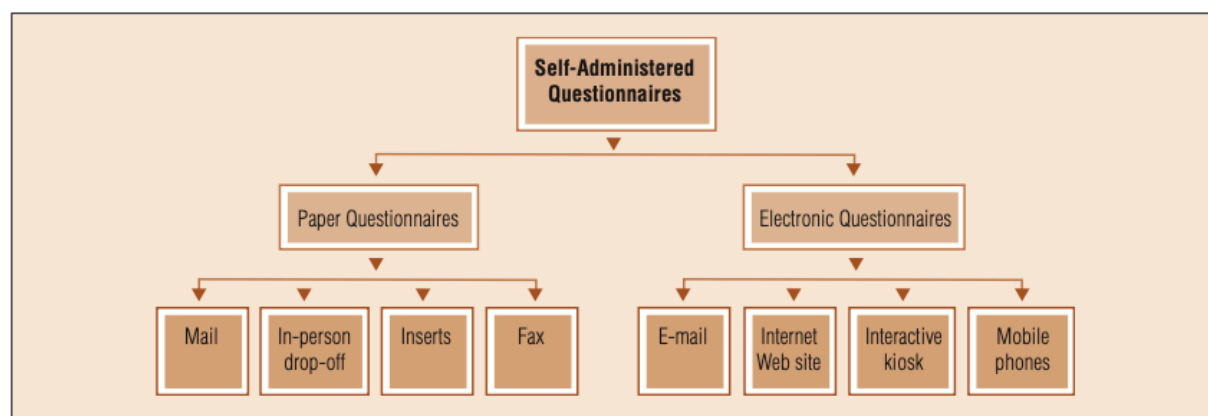 Self-Administered
Questionnaires
Paper Questionnaires
Electronic Questionnaires
Mail
In-person
drop-off
Inserts
Fax
E-mail
Internet
Web site
Interactive
kiosk
Mobile
phones